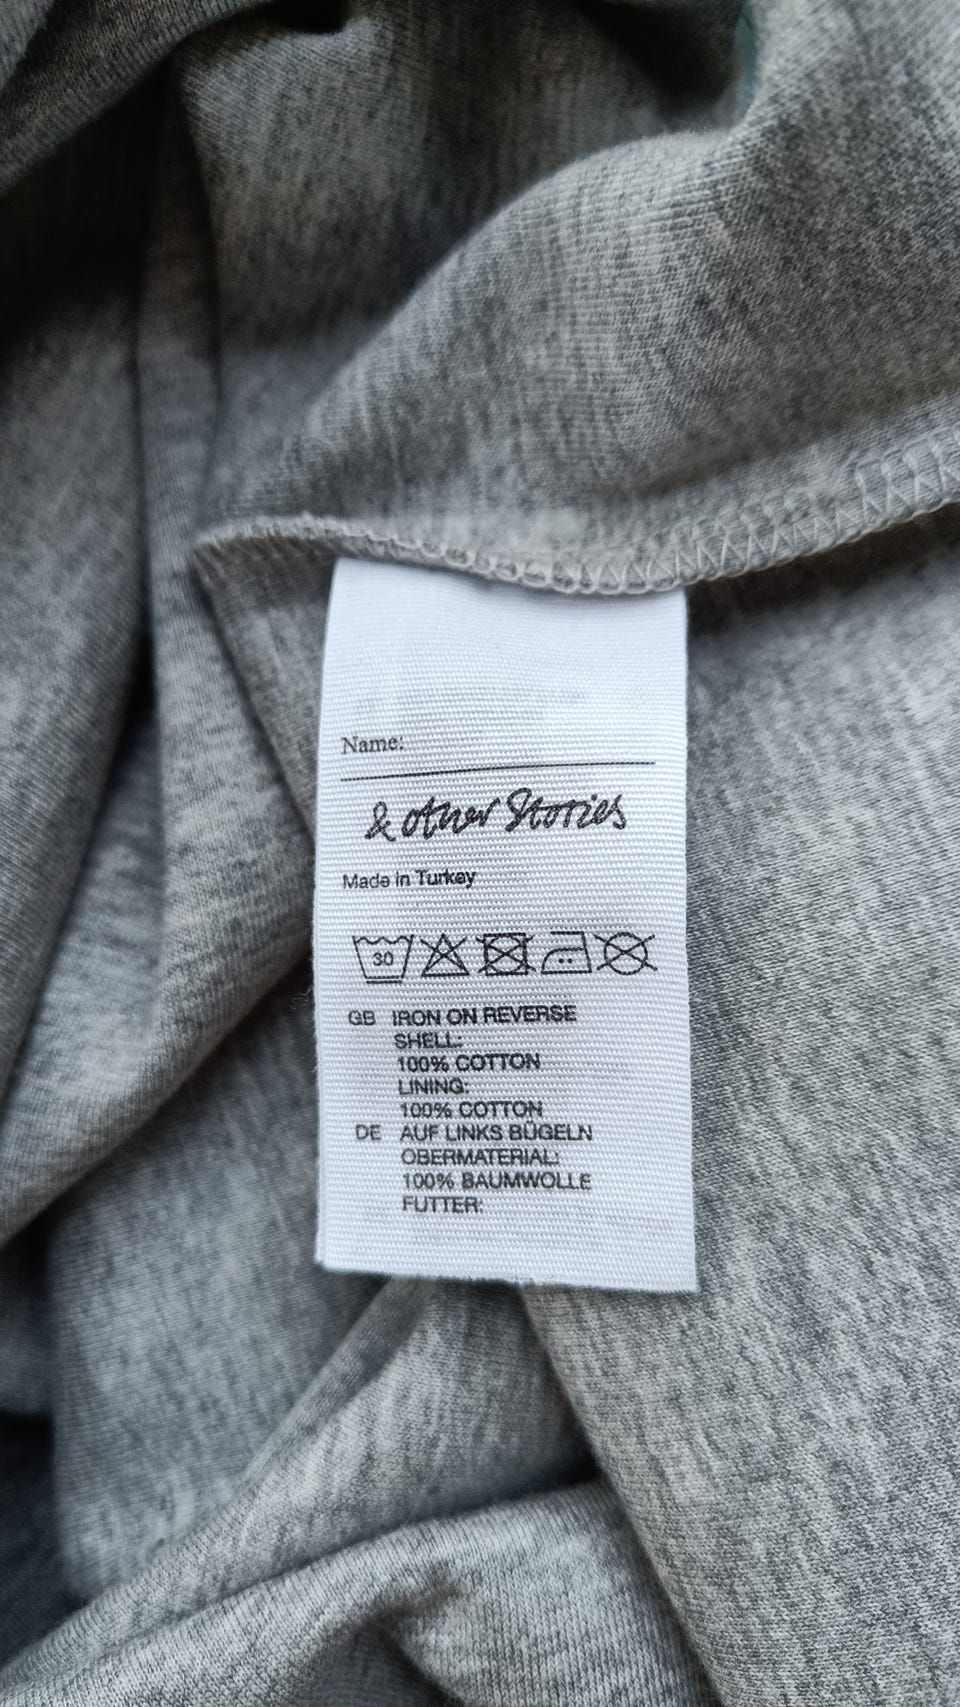 Name:
& other Stories
Made in Turkey
30
GB IRON ON REVERSE
SHELL:
100% COTTON
LINING:
100% COTTON
DE AUF LINKS BÜGELN
OBERMATERIAL:
100% BAUMWOLLE
FUTTER: